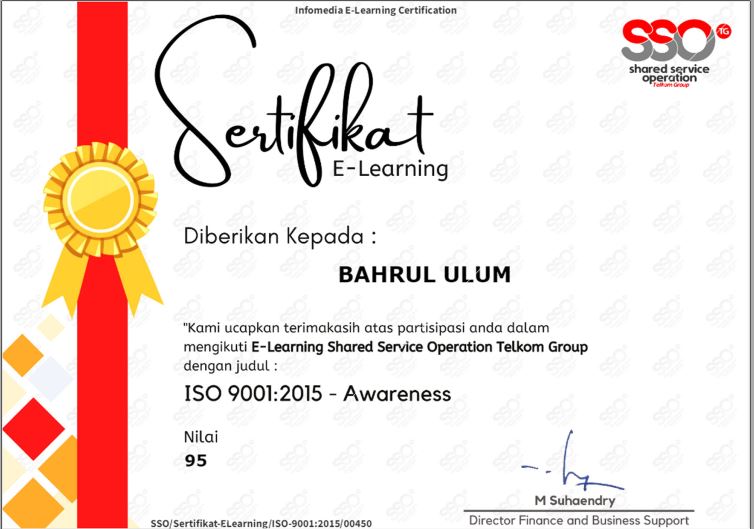 Infomedia E-Learning Certification
SSO TG
shared service
operation
Telkom Group
Sertifikat
E-Learning
Diberikan Kepada :
BAHRUL ULUM
"Kami ucapkan terimakasih atas partisipasi anda dalam
mengikuti E-Learning Shared Service Operation Telkom Group
dengan judul :
ISO 9001:2015 - Awareness
Nilai
95
M Suhaendry
Director Finance and Business Support
SSO/Sertifikat-ELearning/ISO-9001:2015/00450